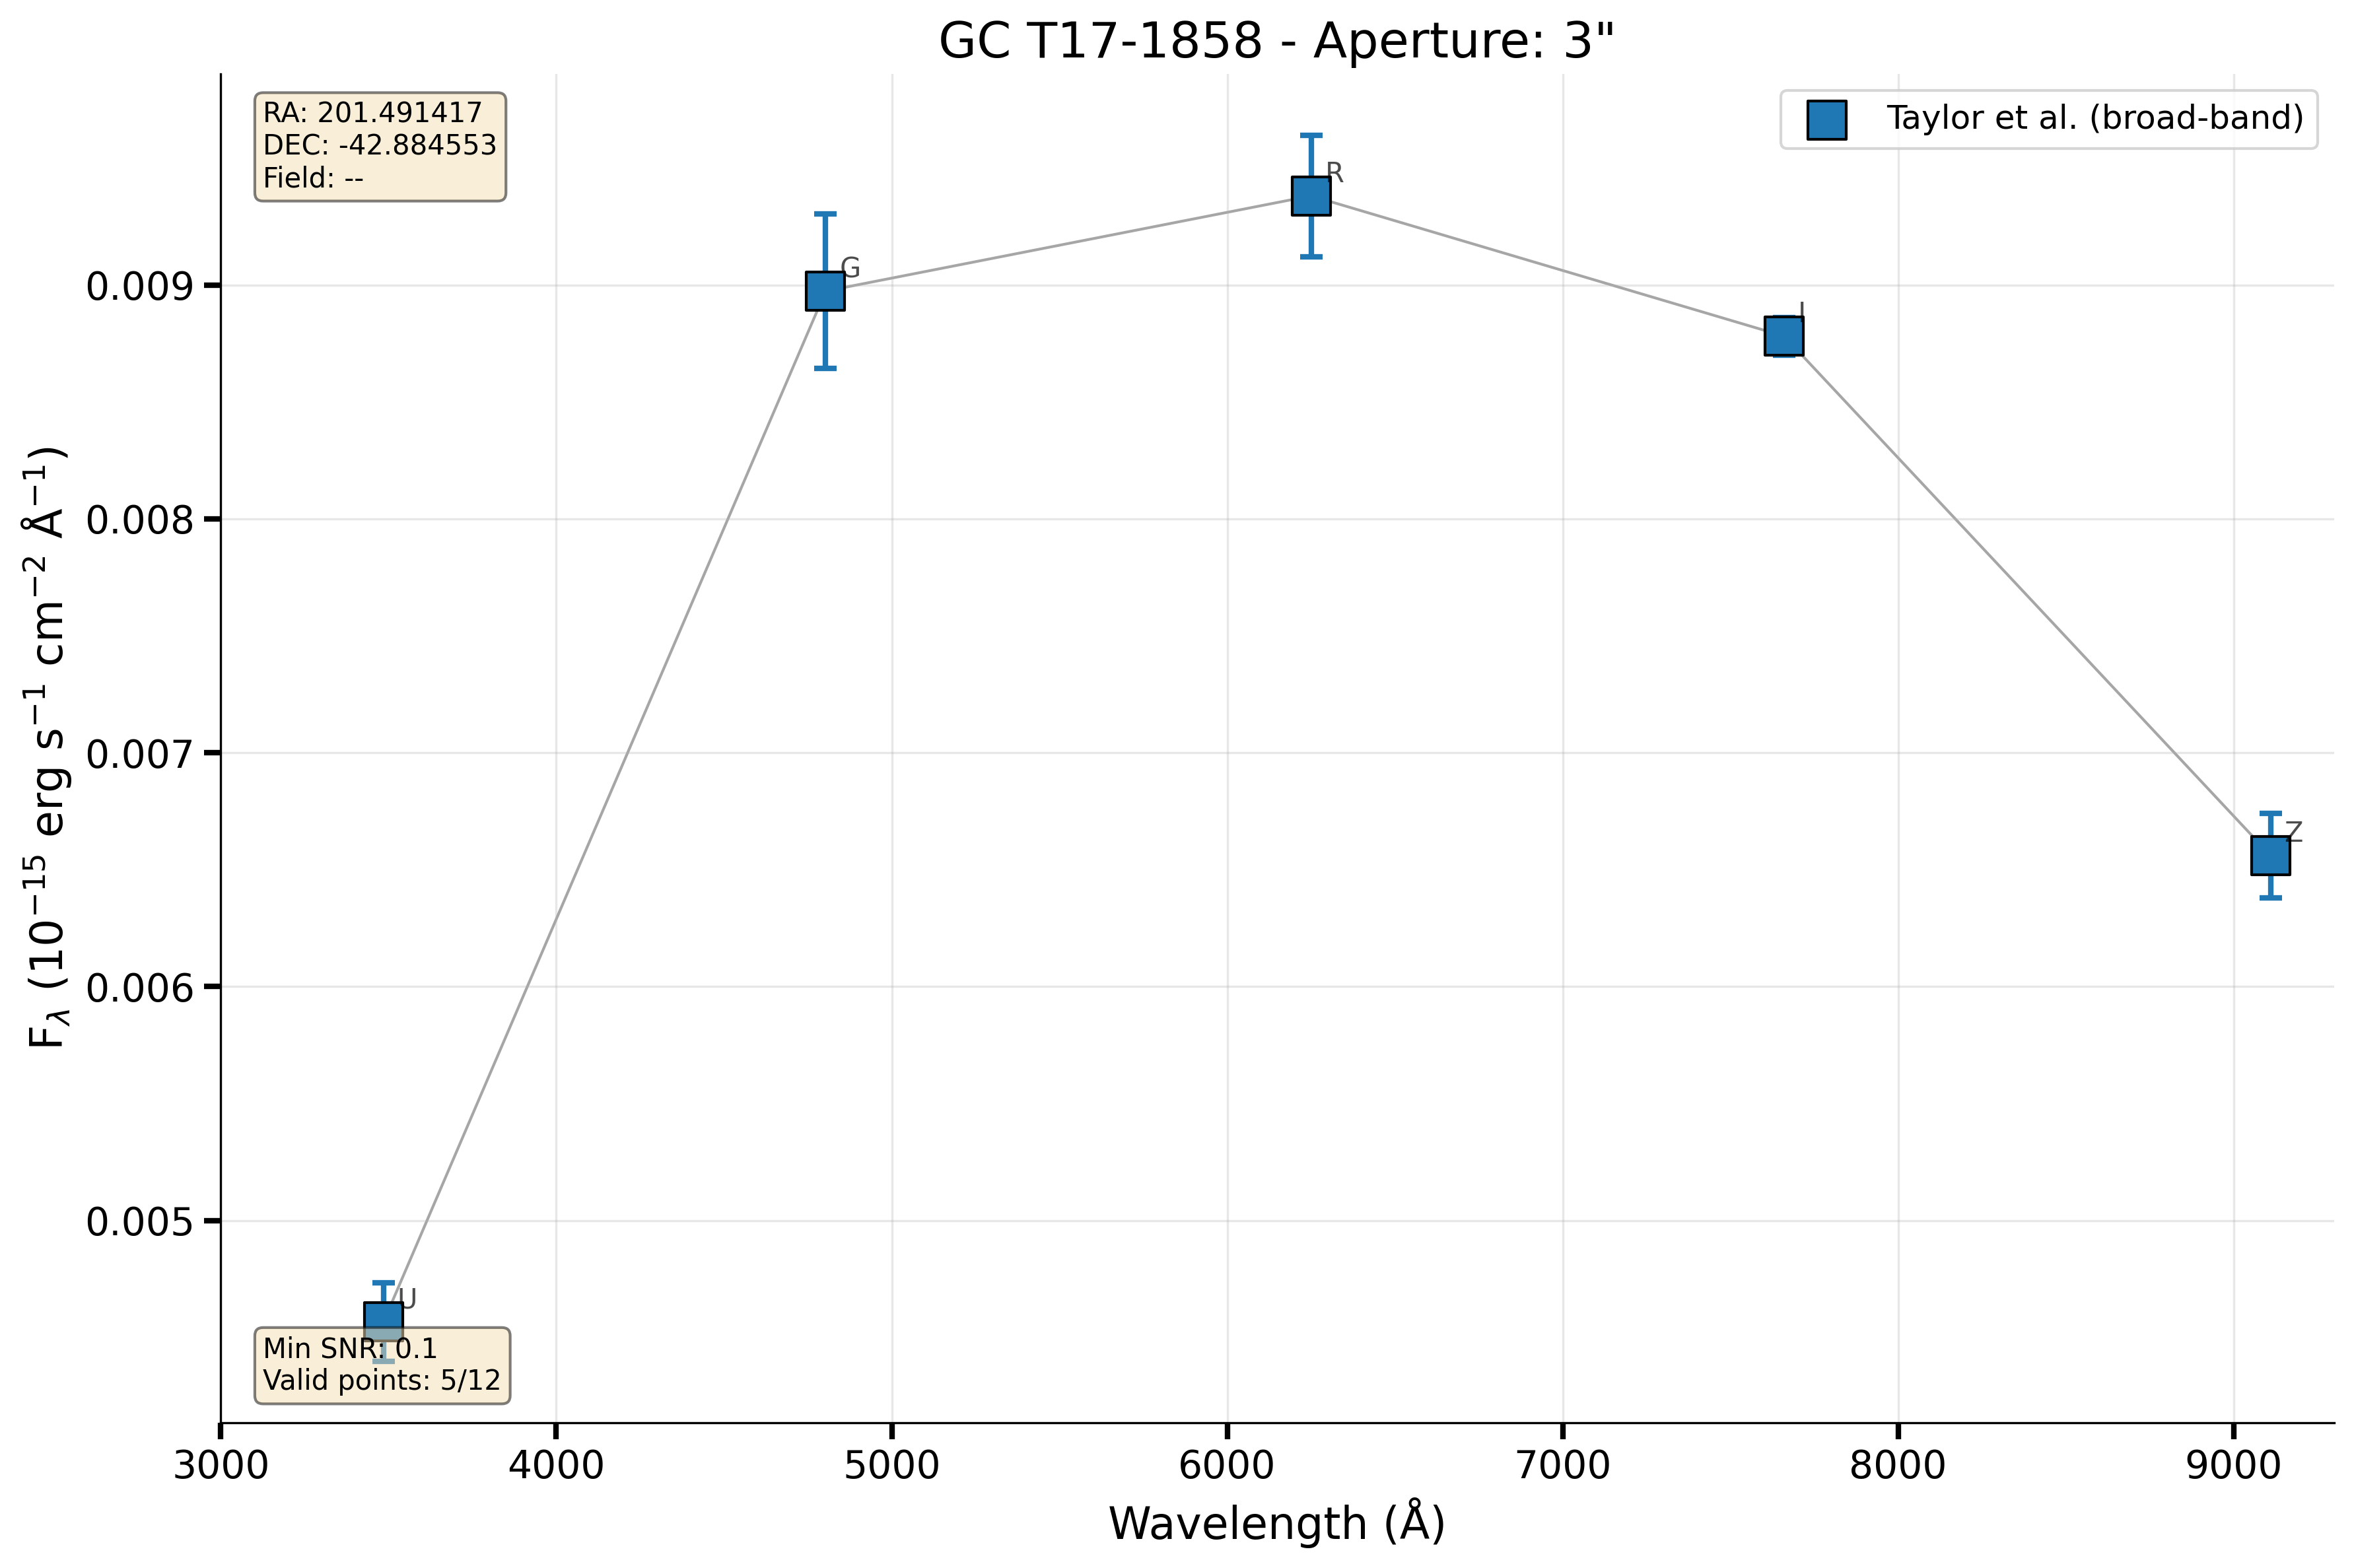 GC T17-1858 - Aperture: 3"
RA: 201.491417
DEC: -42.884553
Field: --
Taylor et al. (broad-band)
R
G
I
Z
U
Min SNR: 0.1
Valid points: 5/12
0.009
0.008
0.007
0.006
0.005
F_λ (10⁻¹⁵ erg s⁻¹ cm⁻² Å⁻¹)
3000 4000 5000 6000 7000 8000 9000
Wavelength (Å)